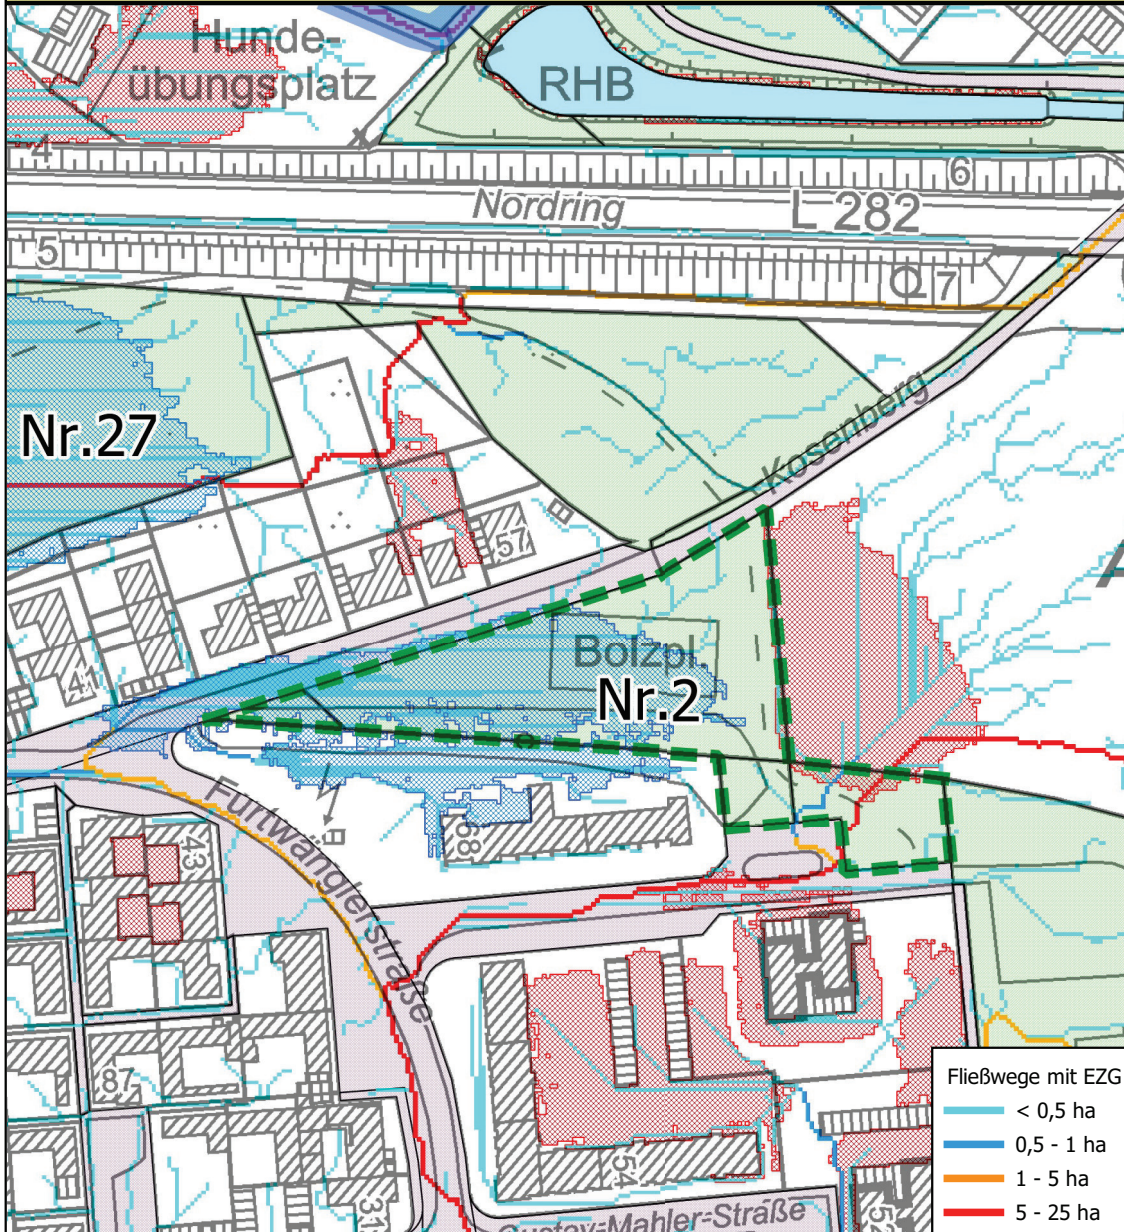 Hunde-
übungsplatz
RHB
4
6
Nordring
L 282
5
7
Nr.27
Kosenberg
57
Bolzpl.
Nr.2
41
Furtwänglerstraße
68
43
87
54
31
52
Gustav-Mahler-Straße
A
Fließwege mit EZG
< 0,5 ha
0,5 - 1 ha
1 - 5 ha
5 - 25 ha